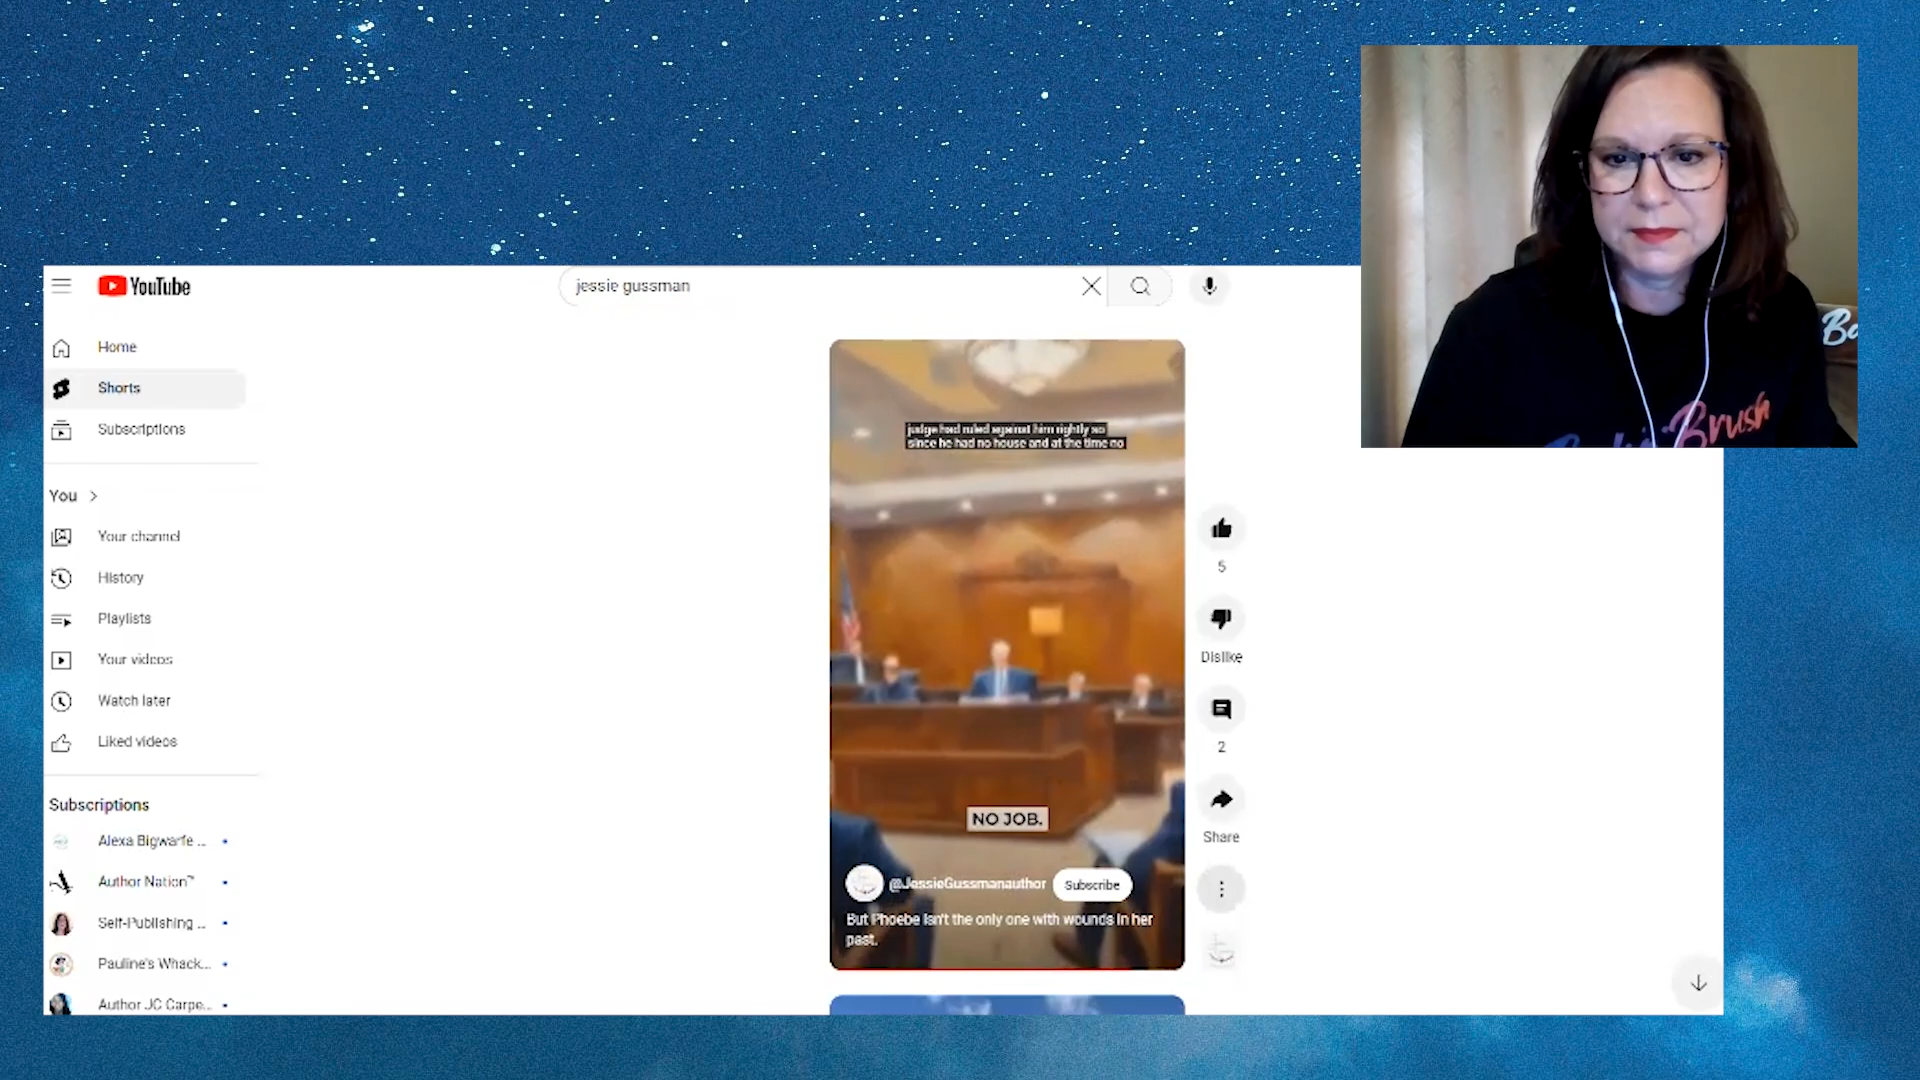 YouTube
jessie gussman
Home
Shorts
Subscriptions
You
Your channel
History
Playlists
Your videos
Watch later
Liked videos
Subscriptions
Alexa Bigwarfe ...
Author Nation™
Self-Publishing ...
Pauline's Whack...
Author JC Carpe...
judge had ruled against him rightly so
since he had no house and at the time no
NO JOB.
@JessieGussmanauthor
Subscribe
But Phoebe isn't the only one with wounds in her
past.
5
Dislike
2
Share
Brush